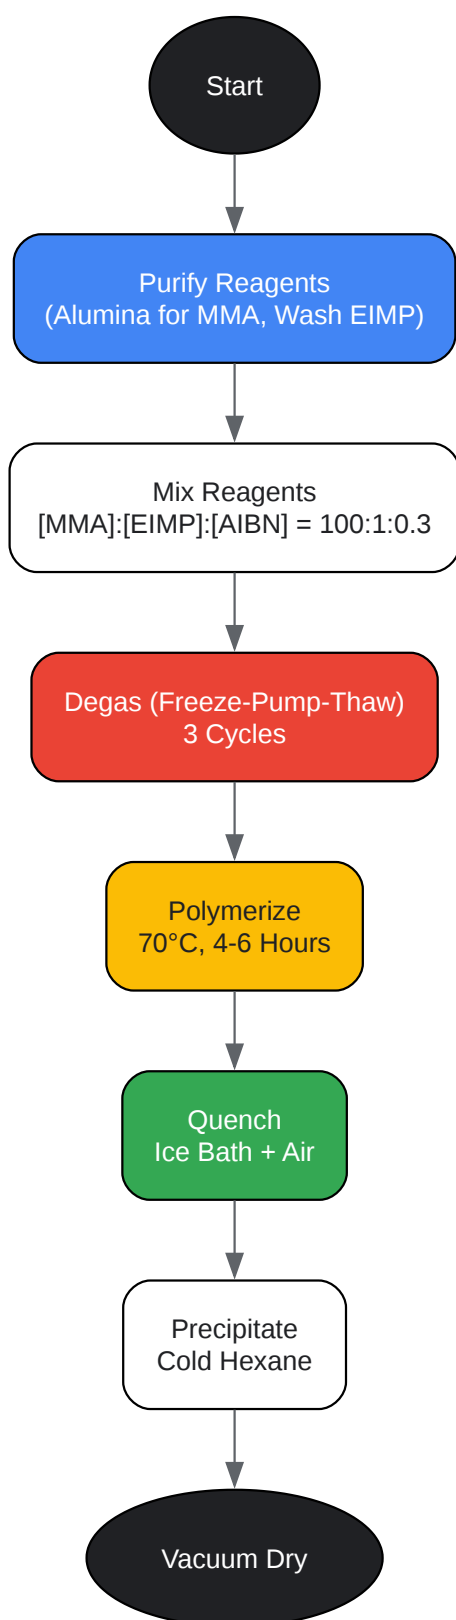 Start
Purify Reagents
(Alumina for MMA, Wash EIMP)
Mix Reagents
[MMA]:[EIMP]:[AIBN] = 100:1:0.3
Degas (Freeze-Pump-Thaw)
3 Cycles
Polymerize
70°C, 4-6 Hours
Quench
Ice Bath + Air
Precipitate
Cold Hexane
Vacuum Dry